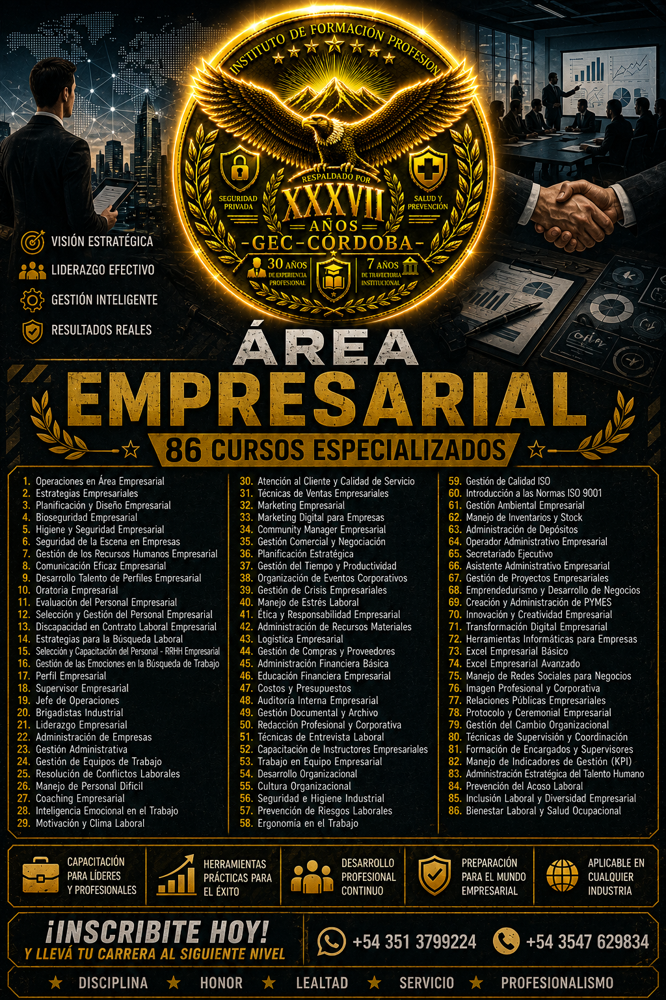 INSTITUTO DE FORMACIÓN PROFESION
RESPALDADO POR
XXXVII
AÑOS
-GEC-CÓRDOBA-
SEGURIDAD
PRIVADA
SALUD Y
PREVENCIÓN
30 AÑOS
DE EXPERIENCIA
PROFESIONAL
7 AÑOS
DE TRAYECTORIA
INSTITUCIONAL
VISIÓN ESTRATÉGICA
LIDERAZGO EFECTIVO
GESTIÓN INTELIGENTE
RESULTADOS REALES
ÁREA
EMPRESARIAL
86 CURSOS ESPECIALIZADOS
1. Operaciones en Área Empresarial
2. Estrategias Empresariales
3. Planificación y Diseño Empresarial
4. Bioseguridad Empresarial
5. Higiene y Seguridad Empresarial
6. Seguridad de la Escena en Empresas
7. Gestión de los Recursos Humanos Empresarial
8. Comunicación Eficaz Empresarial
9. Desarrollo Talento de Perfiles Empresarial
10. Oratoria Empresarial
11. Evaluación del Personal Empresarial
12. Selección y Gestión del Personal Empresarial
13. Discapacidad en Contrato Laboral Empresarial
14. Estrategias para la Búsqueda Laboral
15. Selección y Capacitación del Personal - RRHH Empresarial
16. Gestión de las Emociones en la Búsqueda de Trabajo
17. Perfil Empresarial
18. Supervisor Empresarial
19. Jefe de Operaciones
20. Brigadistas Industrial
21. Liderazgo Empresarial
22. Administración de Empresas
23. Gestión Administrativa
24. Gestión de Equipos de Trabajo
25. Resolución de Conflictos Laborales
26. Manejo de Personal Difícil
27. Coaching Empresarial
28. Inteligencia Emocional en el Trabajo
29. Motivación y Clima Laboral
30. Atención al Cliente y Calidad de Servicio
31. Técnicas de Ventas Empresariales
32. Marketing Empresarial
33. Marketing Digital para Empresas
34. Community Manager Empresarial
35. Gestión Comercial y Negociación
36. Planificación Estratégica
37. Gestión del Tiempo y Productividad
38. Organización de Eventos Corporativos
39. Gestión de Crisis Empresariales
40. Manejo de Estrés Laboral
41. Ética y Responsabilidad Empresarial
42. Administración de Recursos Materiales
43. Logística Empresarial
44. Gestión de Compras y Proveedores
45. Administración Financiera Básica
46. Educación Financiera Empresarial
47. Costos y Presupuestos
48. Auditoría Interna Empresarial
49. Gestión Documental y Archivo
50. Redacción Profesional y Corporativa
51. Técnicas de Entrevista Laboral
52. Capacitación de Instructores Empresariales
53. Trabajo en Equipo Empresarial
54. Desarrollo Organizacional
55. Cultura Organizacional
56. Seguridad e Higiene Industrial
57. Prevención de Riesgos Laborales
58. Ergonomía en el Trabajo
59. Gestión de Calidad ISO
60. Introducción a las Normas ISO 9001
61. Gestión Ambiental Empresarial
62. Manejo de Inventarios y Stock
63. Administración de Depósitos
64. Operador Administrativo Empresarial
65. Secretariado Ejecutivo
66. Asistente Administrativo Empresarial
67. Gestión de Proyectos Empresariales
68. Emprendedurismo y Desarrollo de Negocios
69. Creación y Administración de PYMES
70. Innovación y Creatividad Empresarial
71. Transformación Digital Empresarial
72. Herramientas Informáticas para Empresas
73. Excel Empresarial Básico
74. Excel Empresarial Avanzado
75. Manejo de Redes Sociales para Negocios
76. Imagen Profesional y Corporativa
77. Relaciones Públicas Empresariales
78. Protocolo y Ceremonial Empresarial
79. Gestión del Cambio Organizacional
80. Técnicas de Supervisión y Coordinación
81. Formación de Encargados y Supervisores
82. Manejo de Indicadores de Gestión (KPI)
83. Administración Estratégica del Talento Humano
84. Prevención del Acoso Laboral
85. Inclusión Laboral y Diversidad Empresarial
86. Bienestar Laboral y Salud Ocupacional
CAPACITACIÓN
PARA LÍDERES
Y PROFESIONALES
HERRAMIENTAS
PRÁCTICAS PARA
EL ÉXITO
DESARROLLO
PROFESIONAL
CONTINUO
PREPARACIÓN
PARA EL MUNDO
EMPRESARIAL
APLICABLE EN
CUALQUIER
INDUSTRIA
¡INSCRIBITE HOY!
Y LLEVÁ TU CARRERA AL SIGUIENTE NIVEL
+54 351 3799224
+54 3547 629834
DISCIPLINA
HONOR
LEALTAD
SERVICIO
PROFESIONALISMO